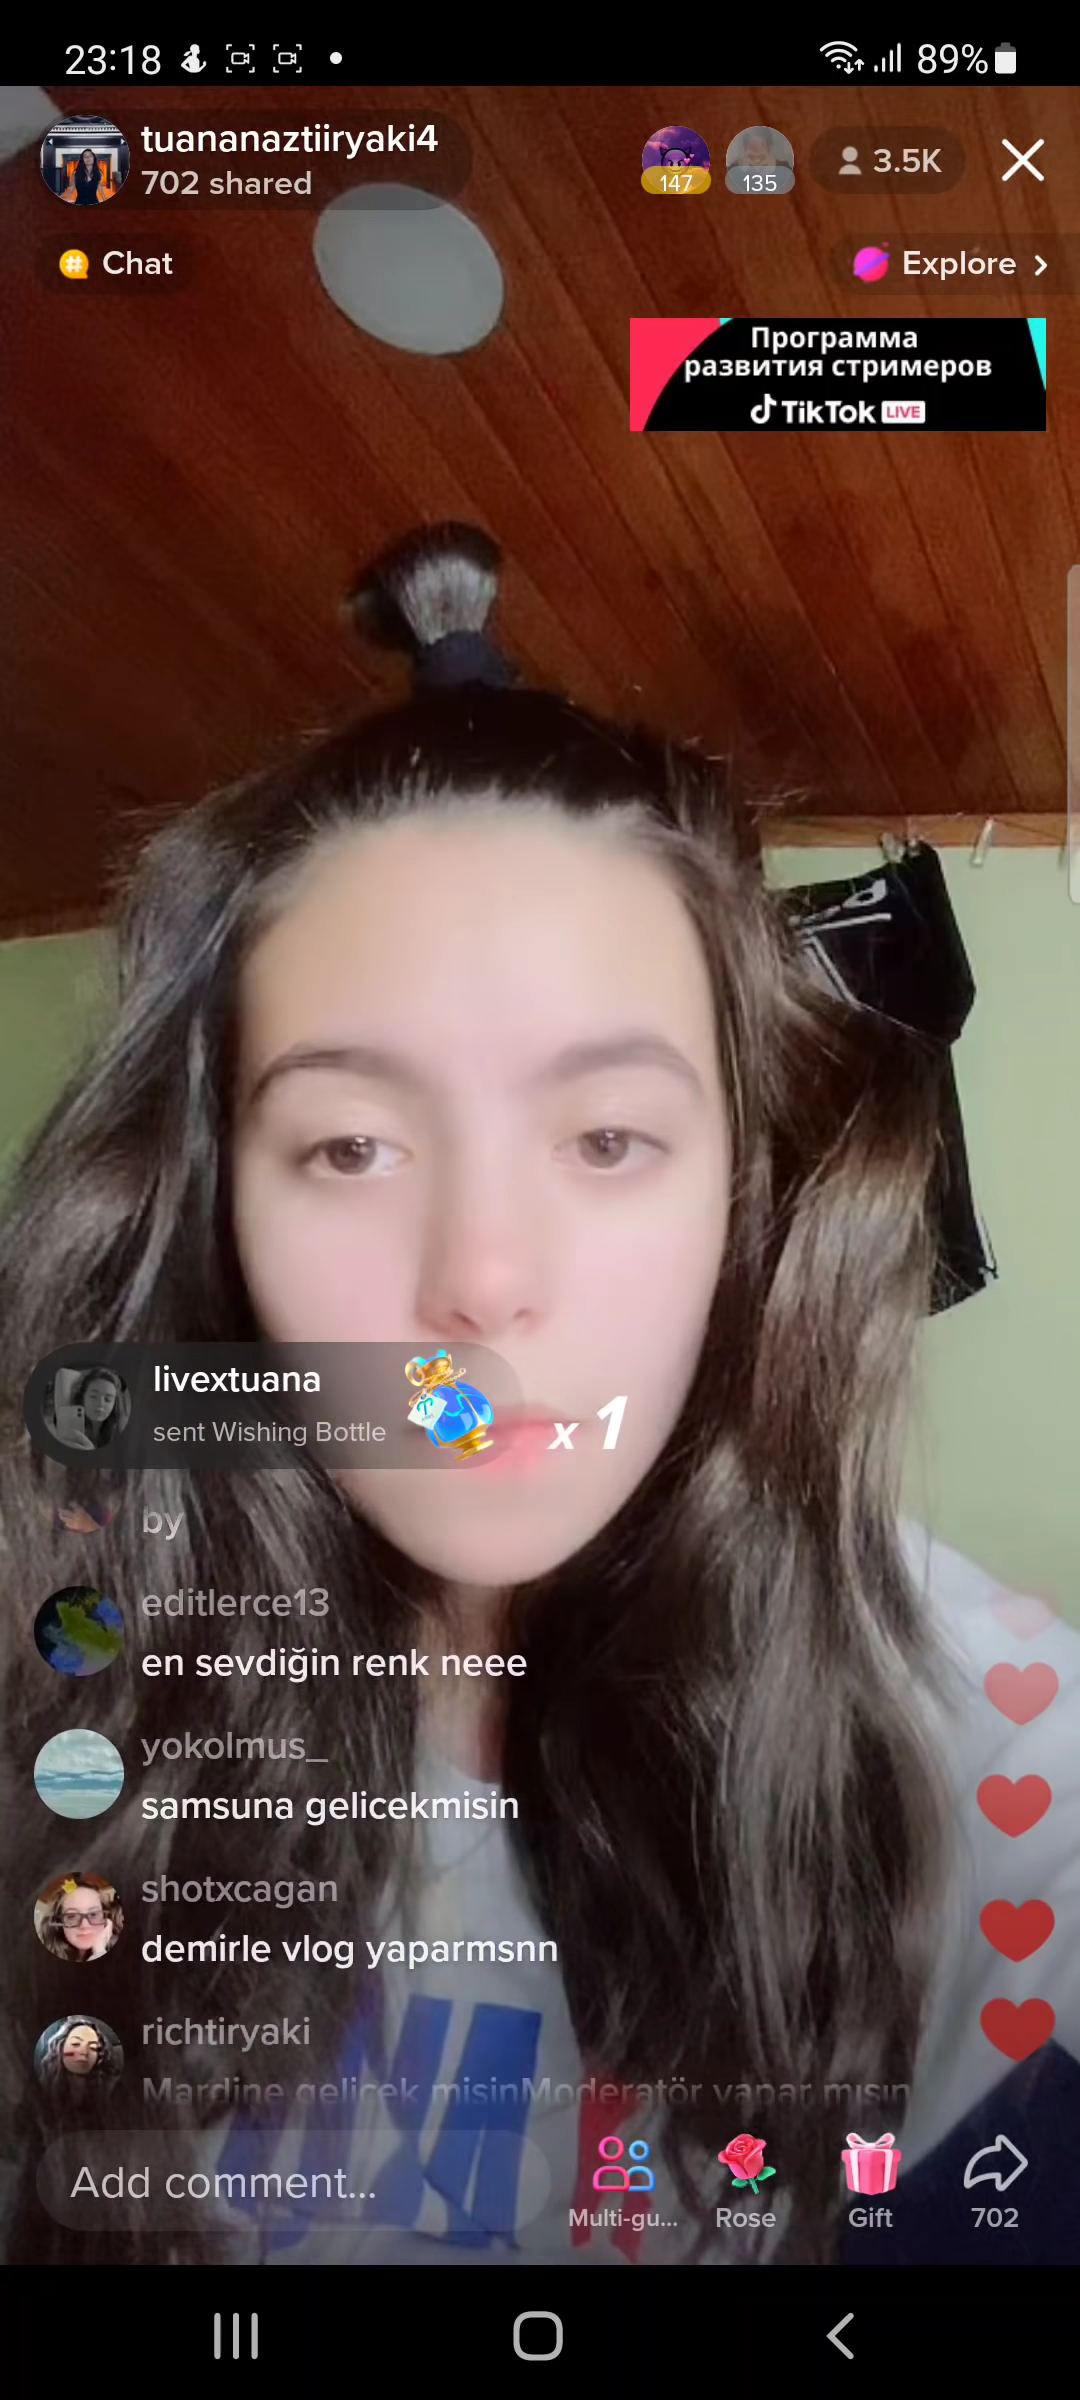 23:18
89%
tuananaztiiryaki4
702 shared
147
135
3.5K
Chat
Explore
Программа
развития стримеров
TikTok LIVE
livextuana
sent Wishing Bottle
x 1
by
editlerce13
en sevdiğin renk neee
yokolmus_
samsuna gelicekmisin
shotxcagan
demirle vlog yaparmsnn
richtiryaki
Mardine gelicek misinModeratör yapar mısın
Add comment...
Multi-gu...
Rose
Gift
702